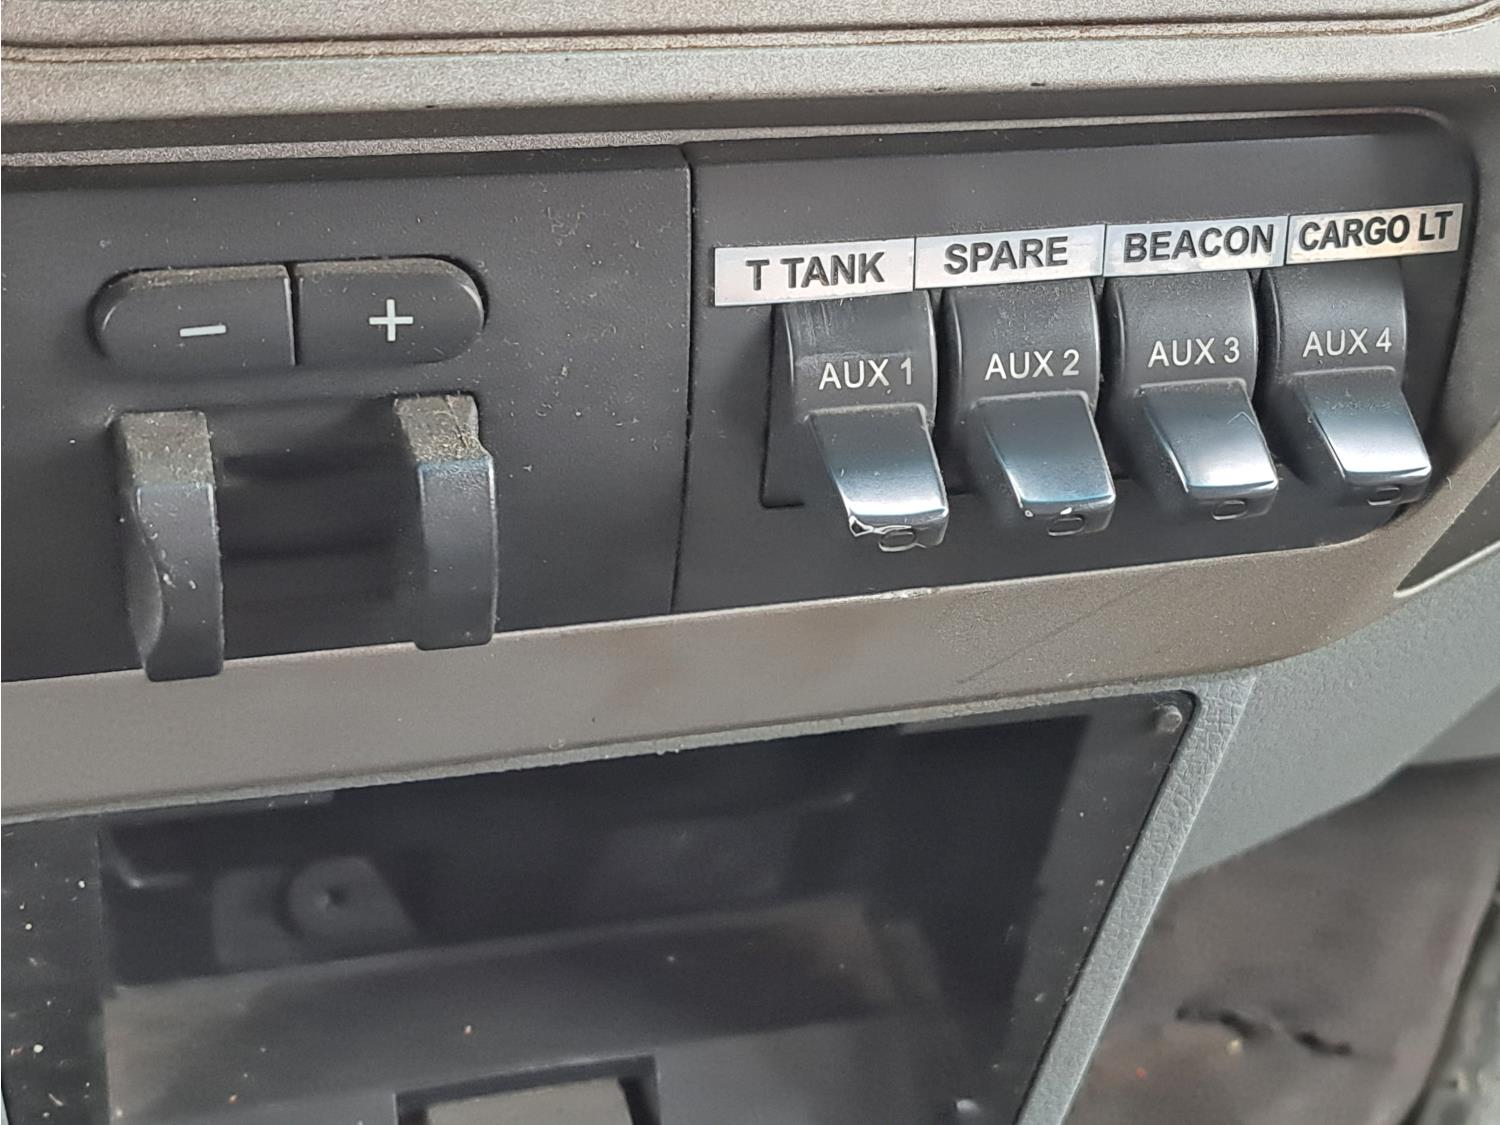 T TANK SPARE BEACON CARGO LT
− + AUX 1 AUX 2 AUX 3 AUX 4
O O O O